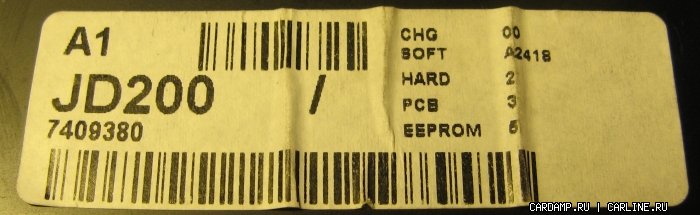 A1
JD200 /
7409380
CHG 00
SOFT A2418
HARD 2
PCB 3
EEPROM 5
CARDAMP.RU | CARLINE.RU